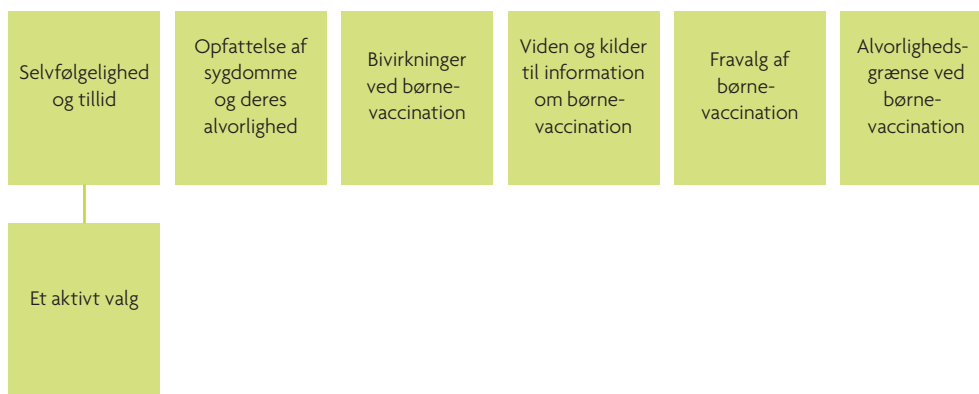 Selvfølgelighed
og tillid
Opfattelse af
sygdomme
og deres
alvorlighed
Bivirkninger
ved børne-
vaccination
Viden og kilder
til information
om børne-
vaccination
Fravalg af
børne-
vaccination
Alvorligheds-
grænse ved
børne-
vaccination
Et aktivt valg